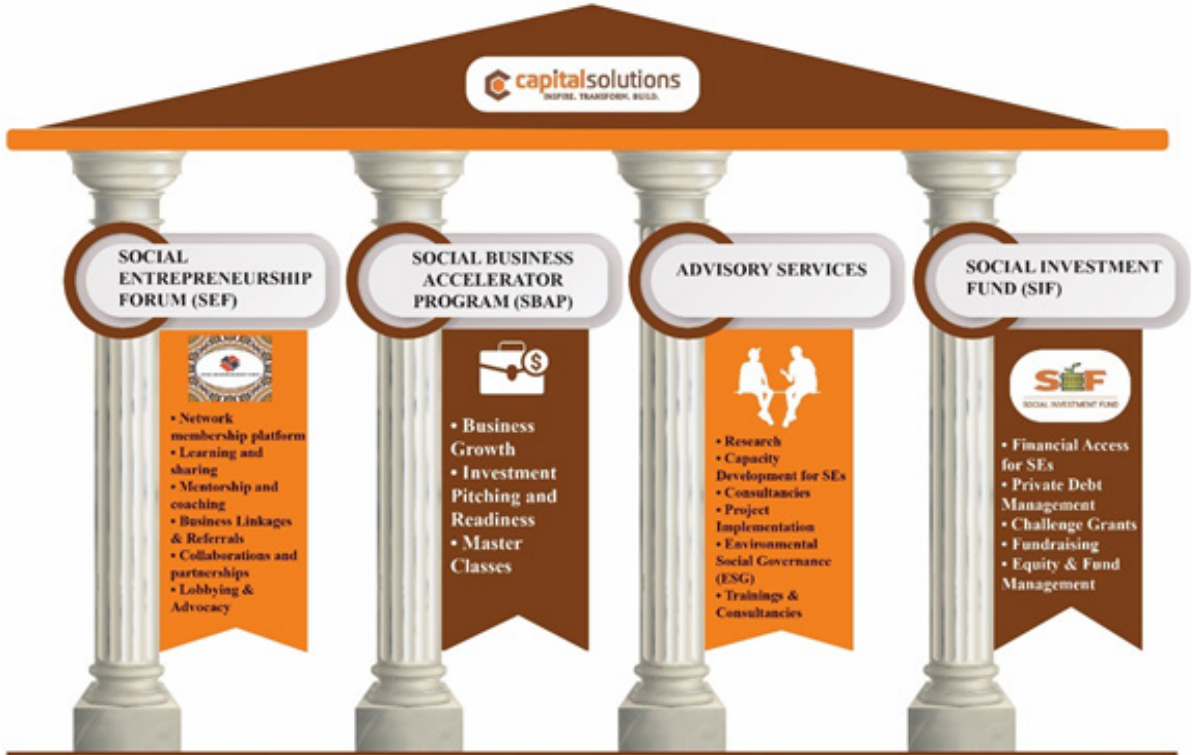 capitalsolutions
INSPIRE. TRANSFORM. BUILD.
SOCIAL
ENTREPRENEURSHIP
FORUM (SEF)
• Network
membership platform
• Learning and
sharing
• Mentorship and
coaching
• Business Linkages
& Referrals
• Collaborations and
partnerships
• Lobbying &
Advocacy
SOCIAL BUSINESS
ACCELERATOR
PROGRAM (SBAP)
$
• Business
Growth
• Investment
Pitching and
Readiness
• Master
Classes
ADVISORY SERVICES
• Research
• Capacity
Development for SEs
• Consultancies
• Project
Implementation
• Environmental
Social Governance
(ESG)
• Trainings &
Consultancies
SOCIAL INVESTMENT
FUND (SIF)
SIF
SOCIAL INVESTMENT FUND
• Financial Access
for SEs
• Private Debt
Management
• Challenge Grants
• Fundraising
• Equity & Fund
Management